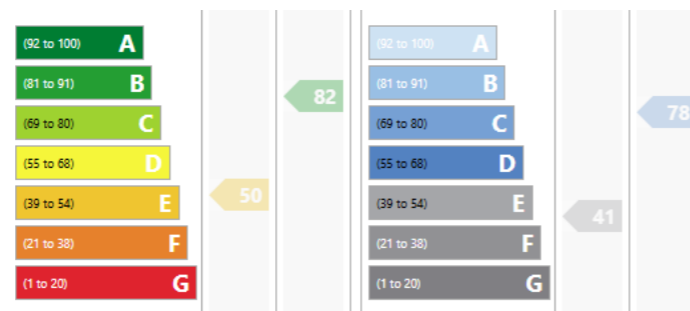 (92 to 100) A
(81 to 91) B
(69 to 80) C
(55 to 68) D
(39 to 54) E
(21 to 38) F
(1 to 20) G
50
82
(92 to 100) A
(81 to 91) B
(69 to 80) C
(55 to 68) D
(39 to 54) E
(21 to 38) F
(1 to 20) G
41
78